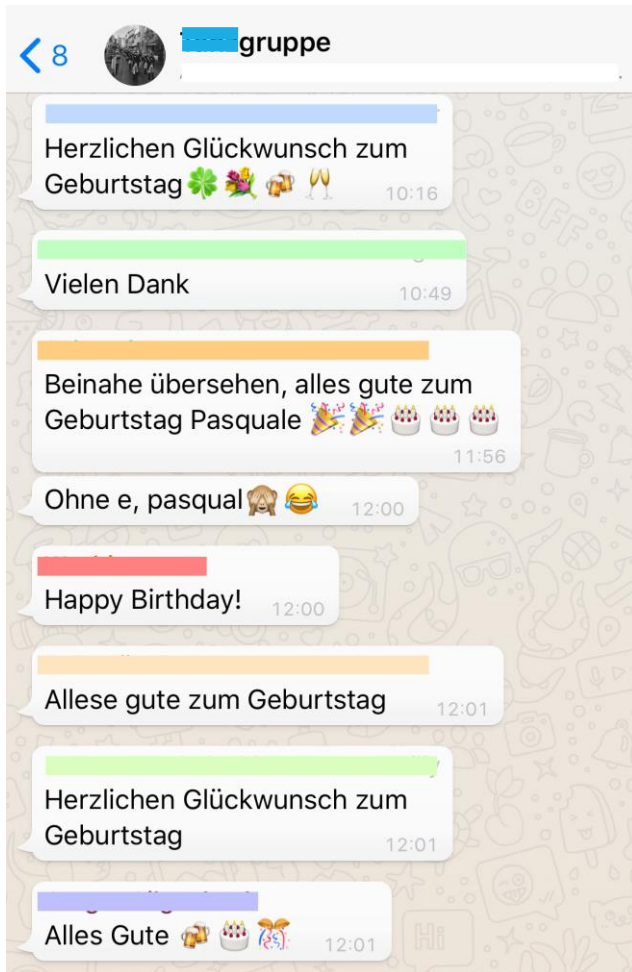 8
gruppe
Herzlichen Glückwunsch zum
Geburtstag🍀💐🍻🥂
10:16
Vielen Dank
10:49
Beinahe übersehen, alles gute zum
Geburtstag Pasquale 🎉🎉🎂🎂🎂
11:56
Ohne e, pasqual🙈😂 12:00
Happy Birthday! 12:00
Allese gute zum Geburtstag 12:01
Herzlichen Glückwunsch zum
Geburtstag 12:01
Alles Gute 🍻🎂🎊 12:01